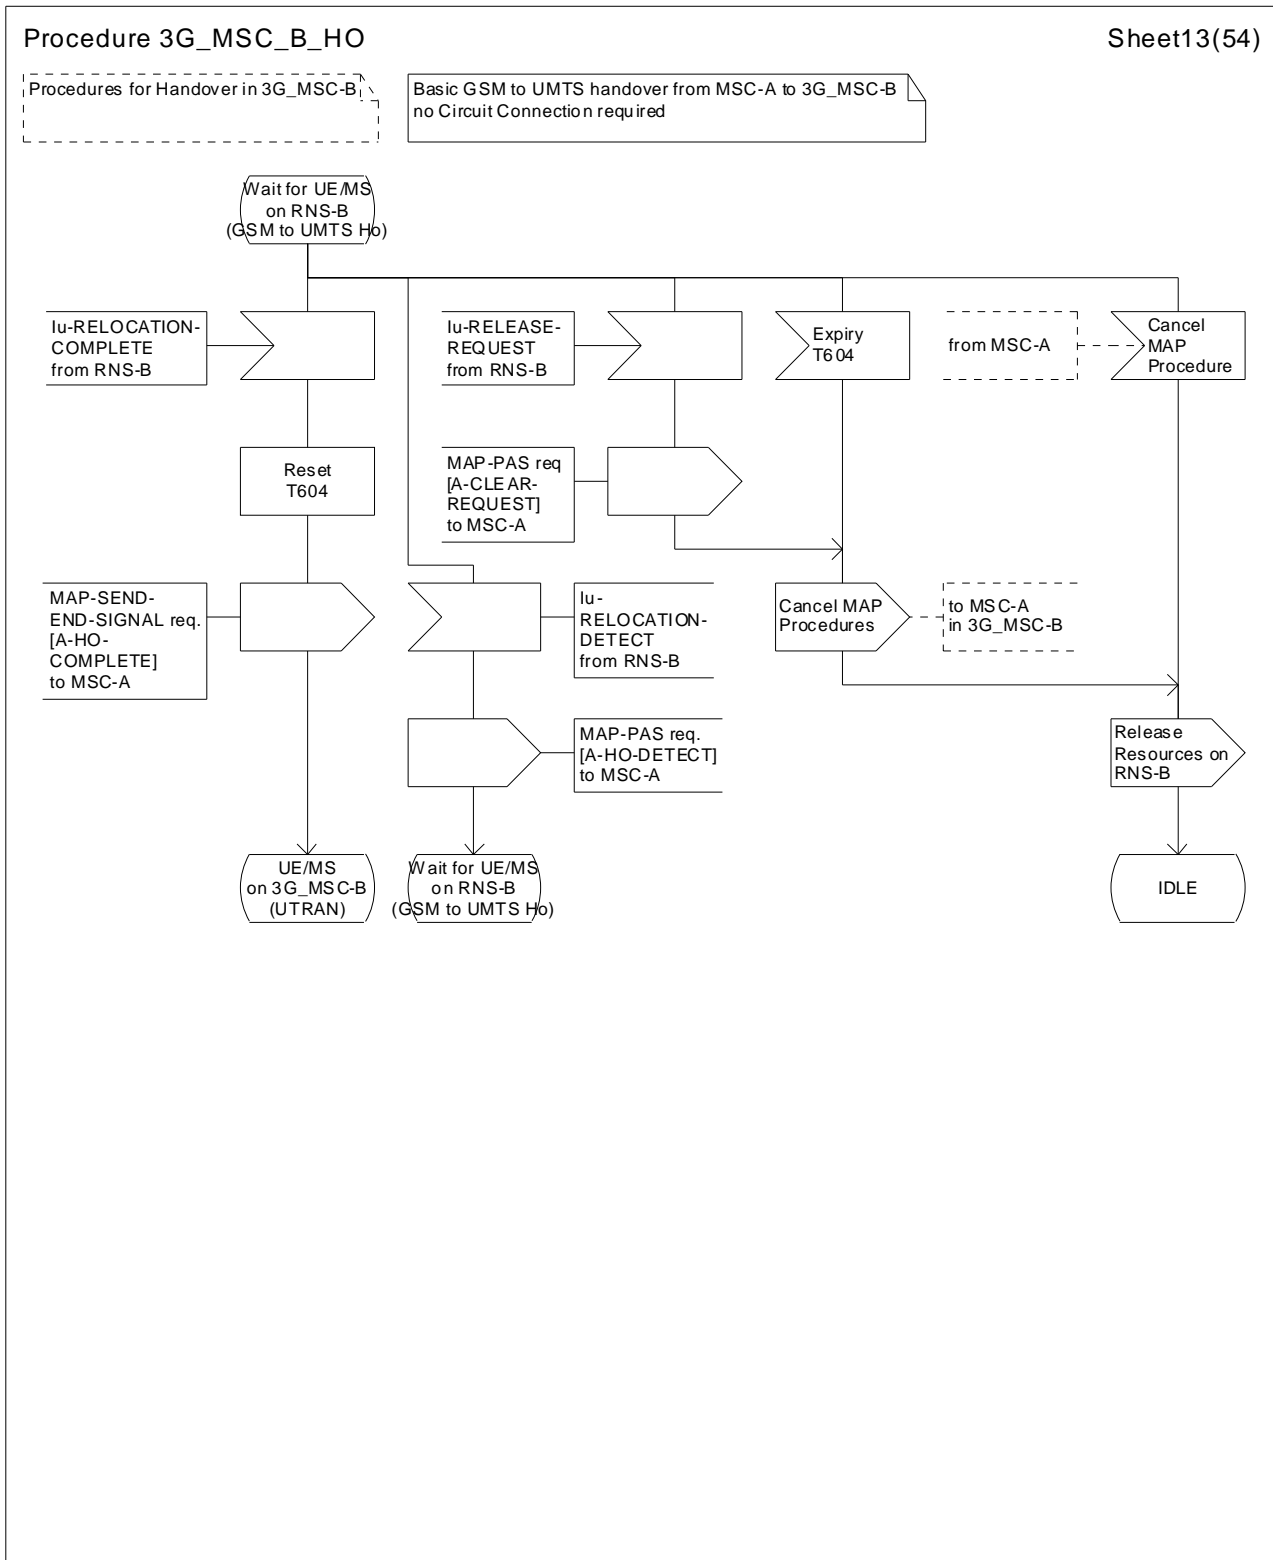 Procedure 3G_MSC_B_HO
Sheet13(54)
Procedures for Handover in 3G_MSC-B
Basic GSM to UMTS handover from MSC-A to 3G_MSC-B
no Circuit Connection required
Wait for UE/MS
on RNS-B
(GSM to UMTS Ho)
Iu-RELOCATION-
COMPLETE
from RNS-B
Iu-RELEASE-
REQUEST
from RNS-B
Expiry
T604
from MSC-A
Cancel
MAP
Procedure
Reset
T604
MAP-PAS req
[A-CLEAR-
REQUEST]
to MSC-A
MAP-SEND-
END-SIGNAL req.
[A-HO-
COMPLETE]
to MSC-A
Iu-
RELOCATION-
DETECT
from RNS-B
Cancel MAP
Procedures
to MSC-A
in 3G_MSC-B
MAP-PAS req.
[A-HO-DETECT]
to MSC-A
Release
Resources on
RNS-B
UE/MS
on 3G_MSC-B
(UTRAN)
Wait for UE/MS
on RNS-B
(GSM to UMTS Ho)
IDLE